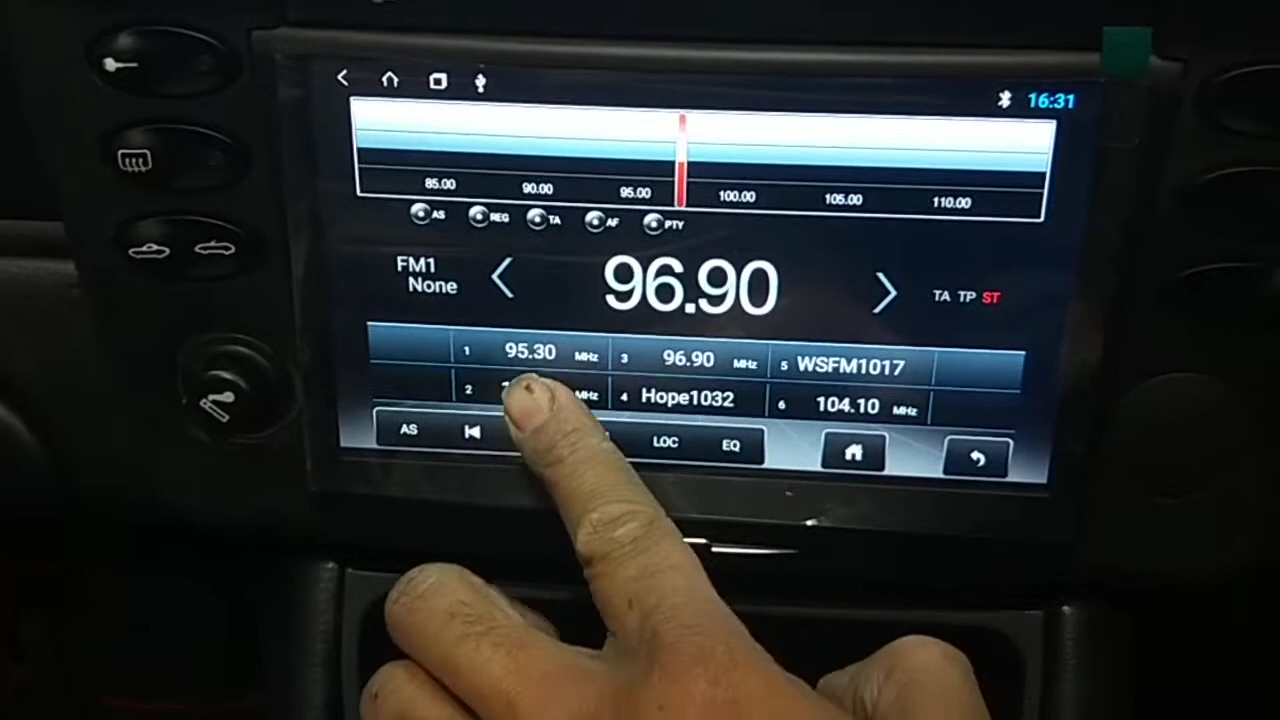 16:31
85.00 90.00 95.00 100.00 105.00 110.00
AS REG TA AF PTY
FM1
None
96.90
TA TP ST
1 95.30 MHz 3 96.90 MHz 5 WSFM1017
2 MHz 4 Hope1032 6 104.10 MHz
AS LOC EQ